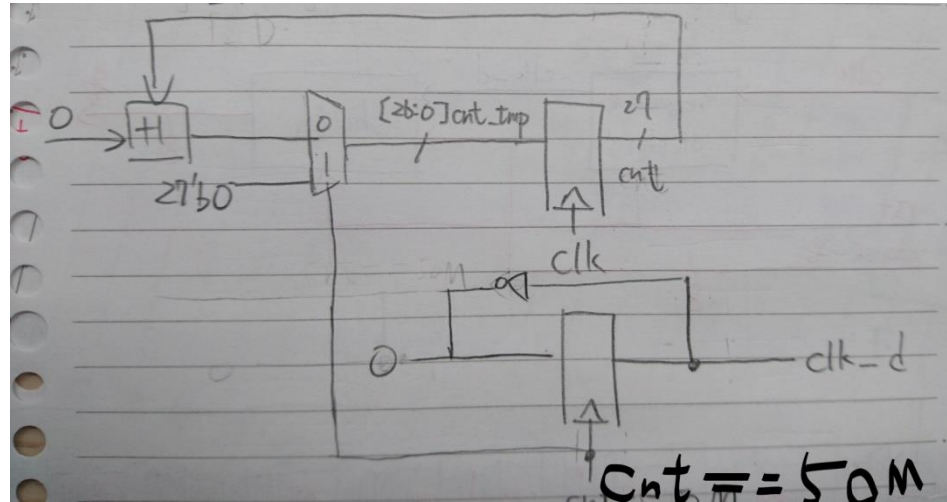 0
+1
27'b0
0
1
[26:0]cnt_tmp
27
cnt
clk
0
clk_d
cnt == 50M